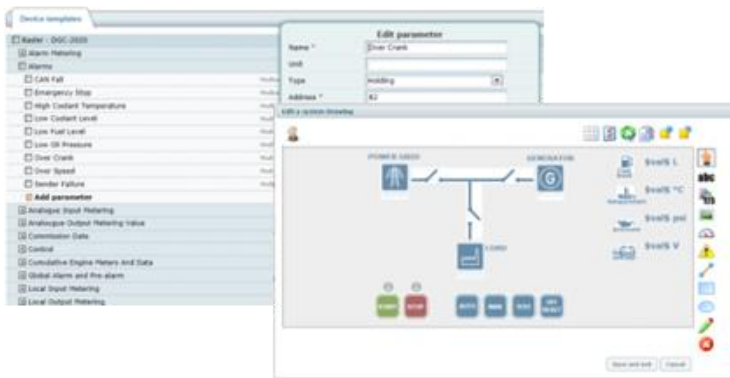 Device templates
Basler - DGC-2020
Alarm Metering
Alarms
CAN Fail
Emergency Stop
High Coolant Temperature
Low Coolant Level
Low Fuel Level
Low Oil Pressure
Over Crank
Over Speed
Sender Failure
Add parameter
Analogue Input Metering
Analogue Output Metering Value
Commission Date
Control
Cumulative Engine Meters And Data
Global Alarm and Pre-alarm
Local Input Metering
Local Output Metering
Edit parameter
Name * Over Crank
Unit
Type Holding
Address * 82
Edit a system drawing
POWER GRID
GENERATOR
G
LOAD
$val$ L
$val$ °C
$val$ psi
$val$ V
START STOP AUTO
abc
Save and exit Cancel